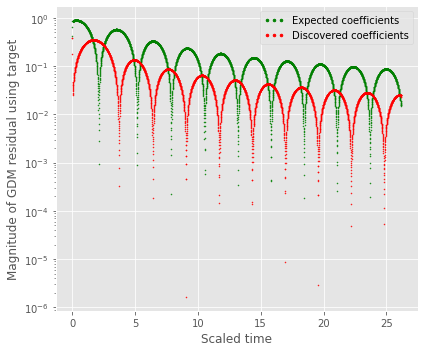 Expected coefficients
Discovered coefficients
Magnitude of GDM residual using target
10⁰
10⁻¹
10⁻²
10⁻³
10⁻⁴
10⁻⁵
10⁻⁶
0 5 10 15 20 25
Scaled time